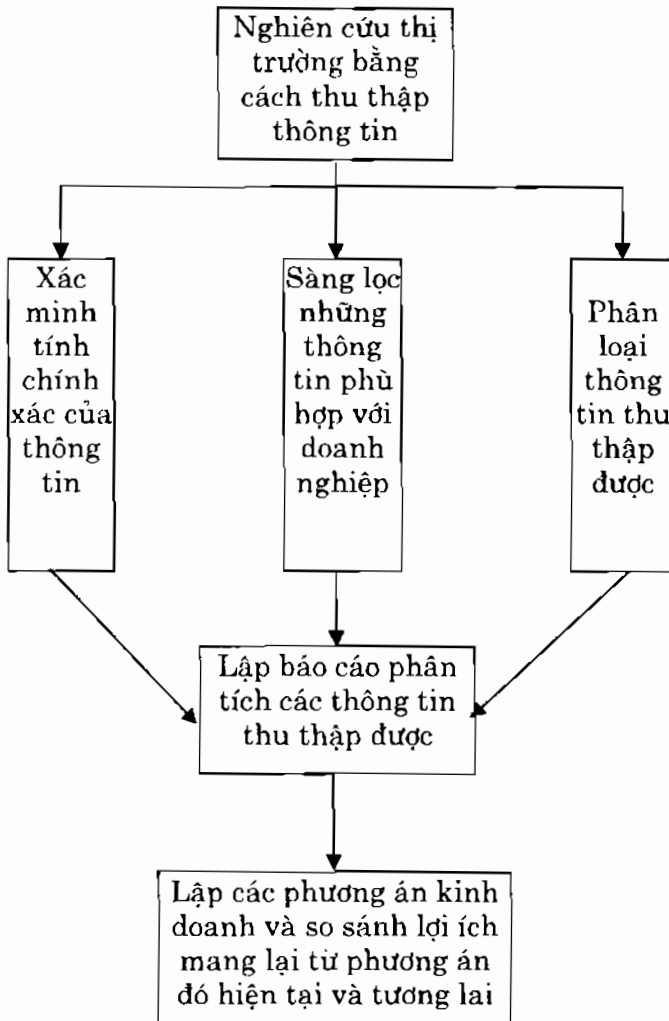 Nghiên cứu thị
trường bằng
cách thu thập
thông tin
Xác
minh
tính
chính
xác của
thông
tin
Sàng lọc
những
thông
tin phù
hợp với
doanh
nghiệp
Phân
loại
thông
tin thu
thập
được
Lập báo cáo phân
tích các thông tin
thu thập được
Lập các phương án kinh
doanh và so sánh lợi ích
mang lại từ phương án
đó hiện tại và tương lai